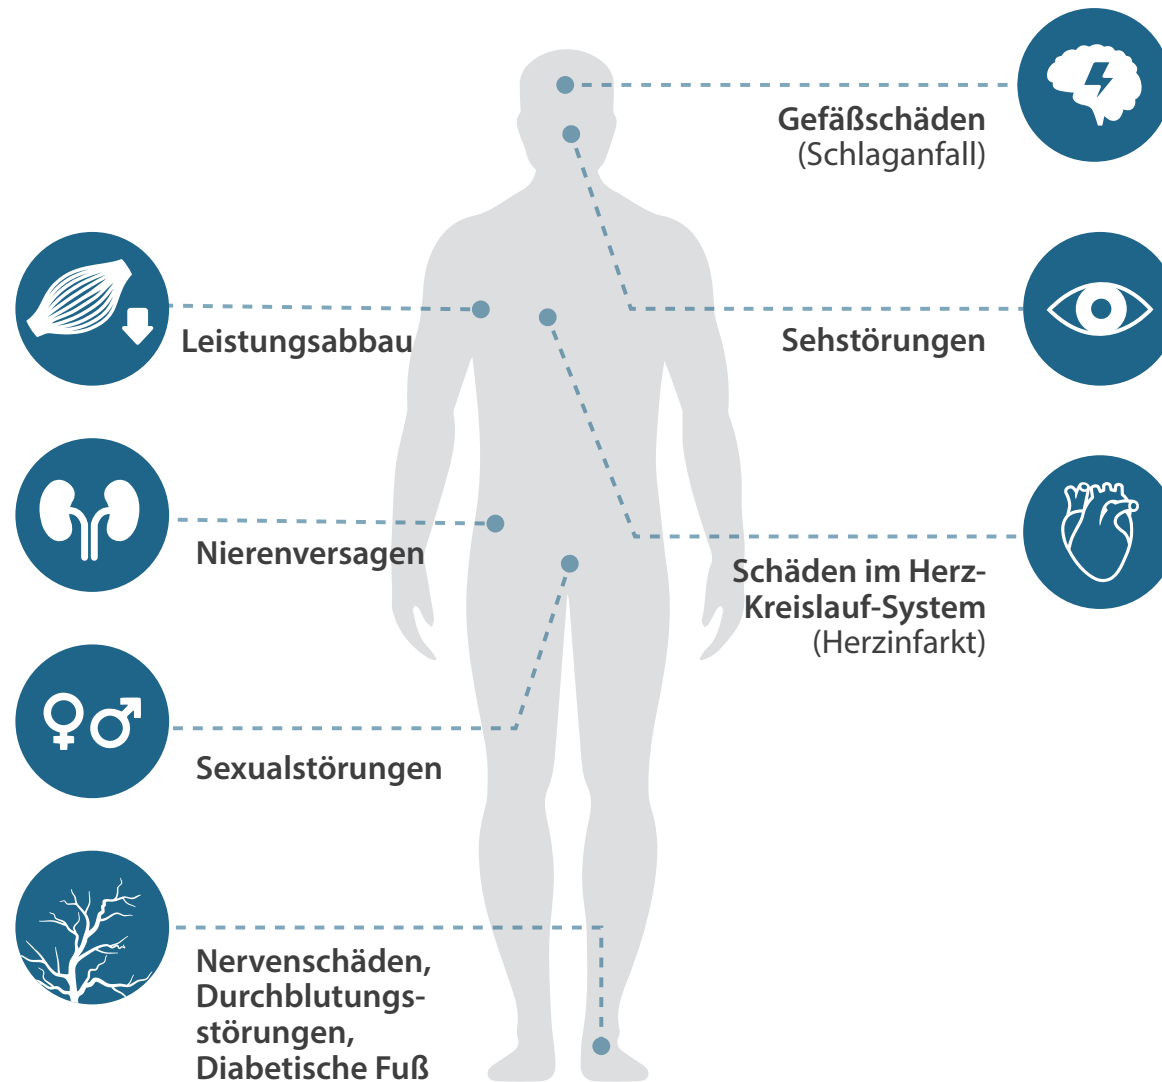 Gefäßschäden
(Schlaganfall)
Leistungsabbau
Sehstörungen
Nierenversagen
Schäden im Herz-
Kreislauf-System
(Herzinfarkt)
Sexualstörungen
Nervenschäden,
Durchblutungs-
störungen,
Diabetische Fuß